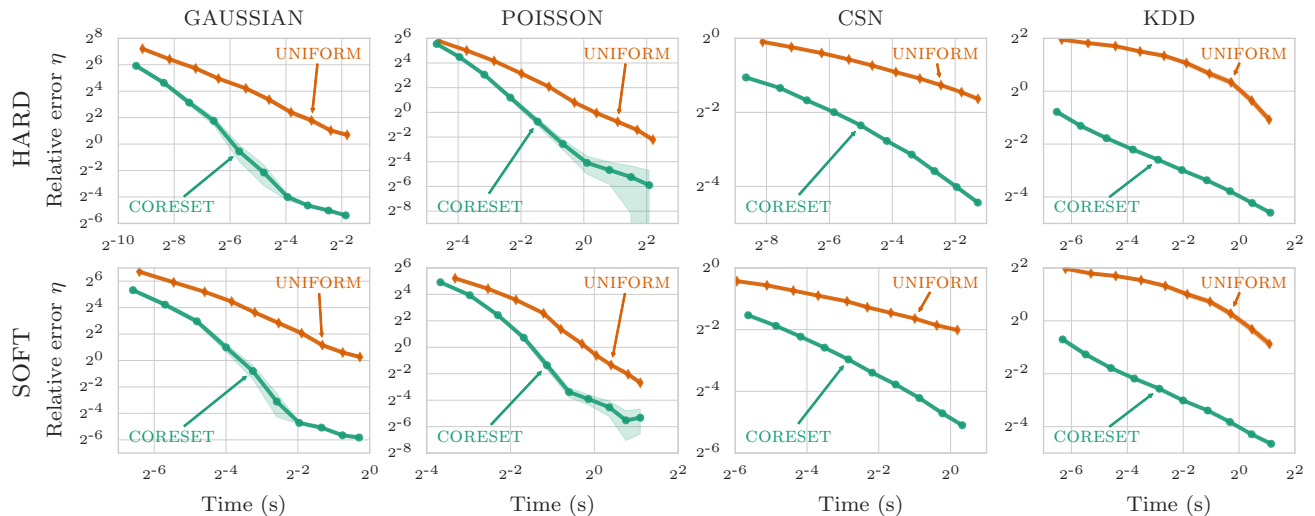 GAUSSIAN POISSON CSN KDD
HARD
Relative error η
2^8
2^6
2^4
2^2
2^0
2^-2
2^-4
2^-6
UNIFORM
CORESET
2^-10 2^-8 2^-6 2^-4 2^-2
2^6
2^4
2^2
2^0
2^-2
2^-4
2^-6
2^-8
UNIFORM
CORESET
2^-4 2^-2 2^0 2^2
2^0
2^-2
2^-4
UNIFORM
CORESET
2^-8 2^-6 2^-4 2^-2
2^2
2^0
2^-2
2^-4
UNIFORM
CORESET
2^-6 2^-4 2^-2 2^0 2^2
SOFT
Relative error η
2^6
2^4
2^2
2^0
2^-2
2^-4
2^-6
UNIFORM
CORESET
2^-6 2^-4 2^-2 2^0
Time (s)
2^6
2^4
2^2
2^0
2^-2
2^-4
2^-6
2^-8
UNIFORM
CORESET
2^-4 2^-2 2^0 2^2
Time (s)
2^0
2^-2
2^-4
2^-6
UNIFORM
CORESET
2^-6 2^-4 2^-2 2^0
Time (s)
2^2
2^0
2^-2
2^-4
UNIFORM
CORESET
2^-6 2^-4 2^-2 2^0 2^2
Time (s)